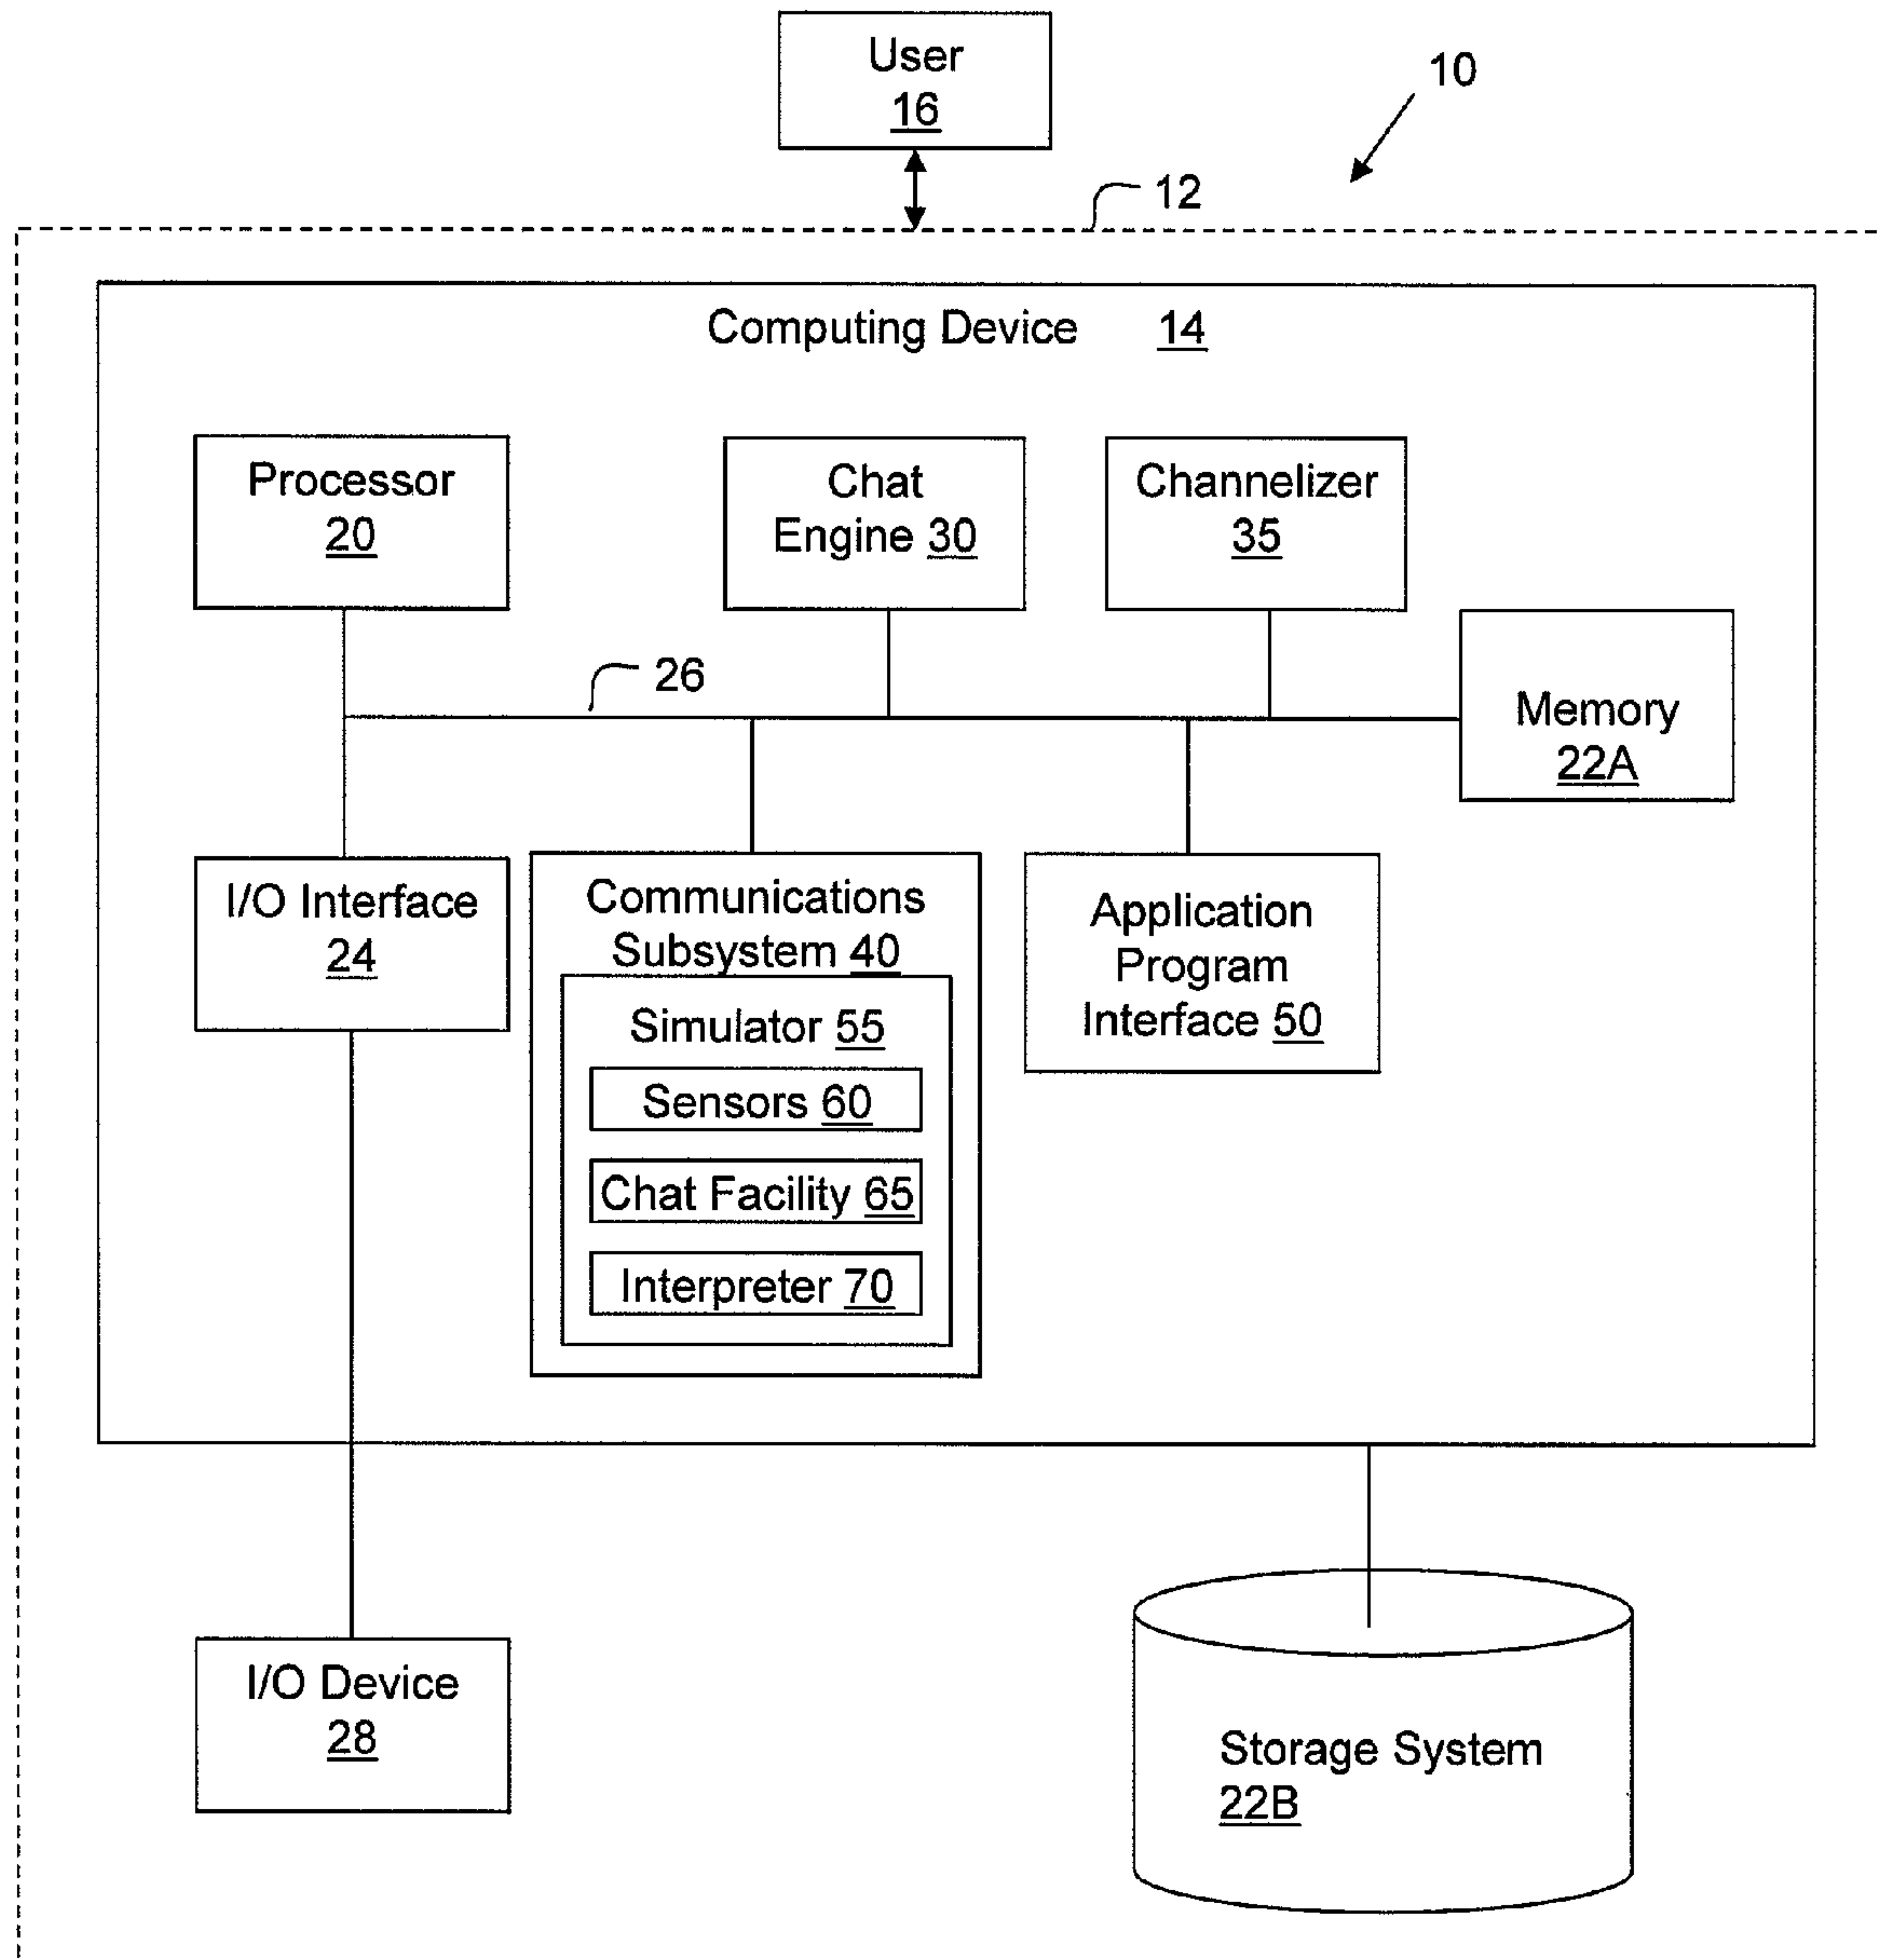 User
16
10
12
Computing Device 14
Processor
20
Chat
Engine 30
Channelizer
35
26
Memory
22A
I/O Interface
24
Communications
Subsystem 40
Simulator 55
Sensors 60
Chat Facility 65
Interpreter 70
Application
Program
Interface 50
I/O Device
28
Storage System
22B